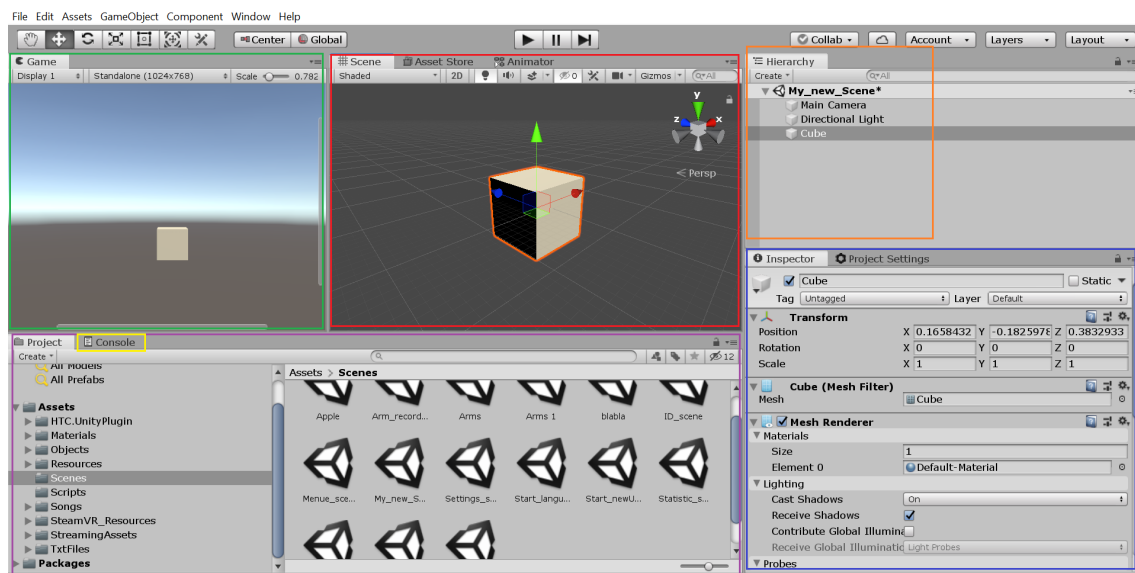 File Edit Assets GameObject Component Window Help
Center Global
Collab Account Layers Layout
Game
Display 1 Standalone (1024x768) Scale 0.782
Scene Asset Store Animator
Shaded 2D 0 Gizmos All
y
z x
Persp
Hierarchy
Create All
My_new_Scene*
Main Camera
Directional Light
Cube
Inspector Project Settings
Cube Static
Tag Untagged Layer Default
Transform
Position X 0.1658432 Y -0.1825978 Z 0.3832933
Rotation X 0 Y 0 Z 0
Scale X 1 Y 1 Z 1
Cube (Mesh Filter)
Mesh Cube
Mesh Renderer
Materials
Size 1
Element 0 Default-Material
Lighting
Cast Shadows On
Receive Shadows
Contribute Global Illumina
Receive Global Illuminatic Light Probes
Probes
Project Console
Create 12
All Models
All Prefabs
Assets
HTC.UnityPlugin
Materials
Objects
Resources
Scenes
Scripts
Songs
SteamVR_Resources
StreamingAssets
TxtFiles
Packages
Assets > Scenes
Apple Arm_record... Arms Arms 1 blabla ID_scene
Menue_sce... My_new_S... Settings_s... Start_langu... Start_newU... Statistic_s...